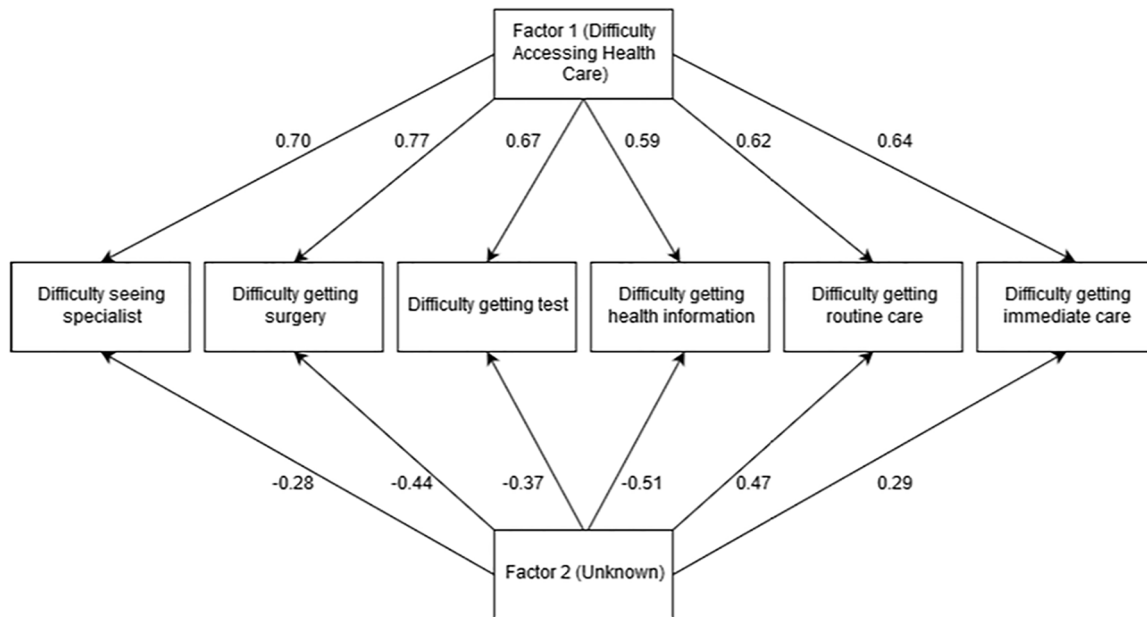 Factor 1 (Difficulty
Accessing Health
Care)
0.70
0.77
0.67
0.59
0.62
0.64
Difficulty seeing
specialist
Difficulty getting
surgery
Difficulty getting test
Difficulty getting
health information
Difficulty getting
routine care
Difficulty getting
immediate care
-0.28
-0.44
-0.37
-0.51
0.47
0.29
Factor 2 (Unknown)